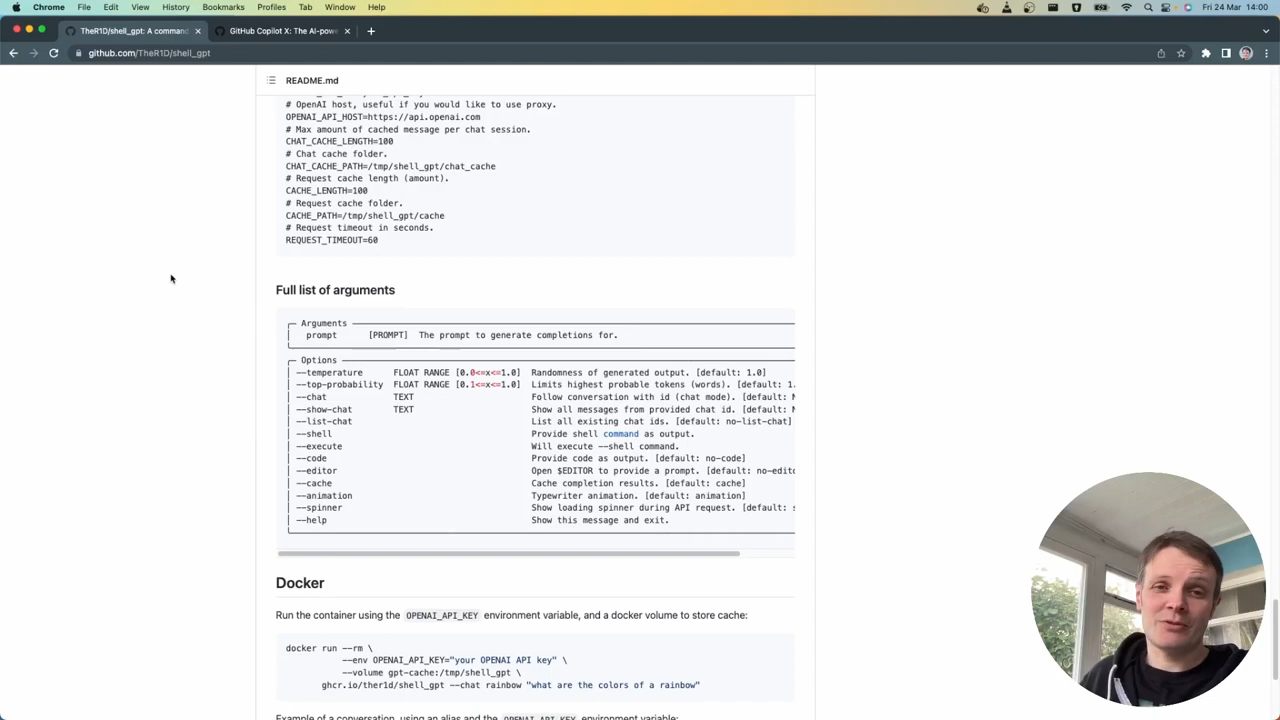 Chrome File Edit View History Bookmarks Profiles Tab Window Help Fri 24 Mar 14:00
TheR1D/shell_gpt: A comman GitHub Copilot X: The AI-powe
github.com/TheR1D/shell_gpt
README.md
# OpenAI host, useful if you would like to use proxy.
OPENAI_API_HOST=https://api.openai.com
# Max amount of cached message per chat session.
CHAT_CACHE_LENGTH=100
# Chat cache folder.
CHAT_CACHE_PATH=/tmp/shell_gpt/chat_cache
# Request cache length (amount).
CACHE_LENGTH=100
# Request cache folder.
CACHE_PATH=/tmp/shell_gpt/cache
# Request timeout in seconds.
REQUEST_TIMEOUT=60
Full list of arguments
Arguments
prompt [PROMPT] The prompt to generate completions for.
Options
--temperature FLOAT RANGE [0.0<=x<=1.0] Randomness of generated output. [default: 1.0]
--top-probability FLOAT RANGE [0.1<=x<=1.0] Limits highest probable tokens (words). [default: 1.
--chat TEXT Follow conversation with id (chat mode). [default: N
--show-chat TEXT Show all messages from provided chat id. [default: N
--list-chat List all existing chat ids. [default: no-list-chat]
--shell Provide shell command as output.
--execute Will execute --shell command.
--code Provide code as output. [default: no-code]
--editor Open $EDITOR to provide a prompt. [default: no-edito
--cache Cache completion results. [default: cache]
--animation Typewriter animation. [default: animation]
--spinner Show loading spinner during API request. [default: s
--help Show this message and exit.
Docker
Run the container using the OPENAI_API_KEY environment variable, and a docker volume to store cache:
docker run --rm \
--env OPENAI_API_KEY="your OPENAI API key" \
--volume gpt-cache:/tmp/shell_gpt \
ghcr.io/ther1d/shell_gpt --chat rainbow "what are the colors of a rainbow"
Example of a conversation, using an alias and the OPENAI_API_KEY environment variable: